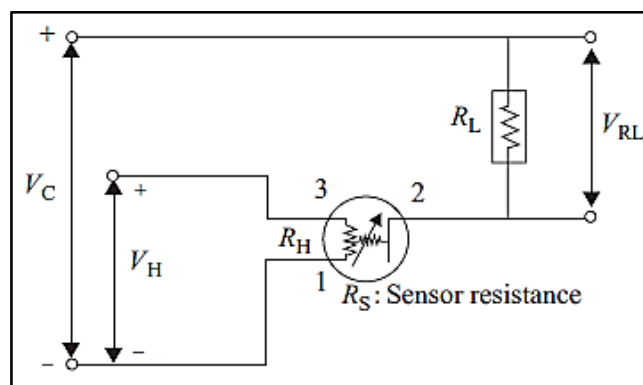 +
R_L
V_RL
V_C
+
3
2
R_H
V_H
1
R_S: Sensor resistance
−
−